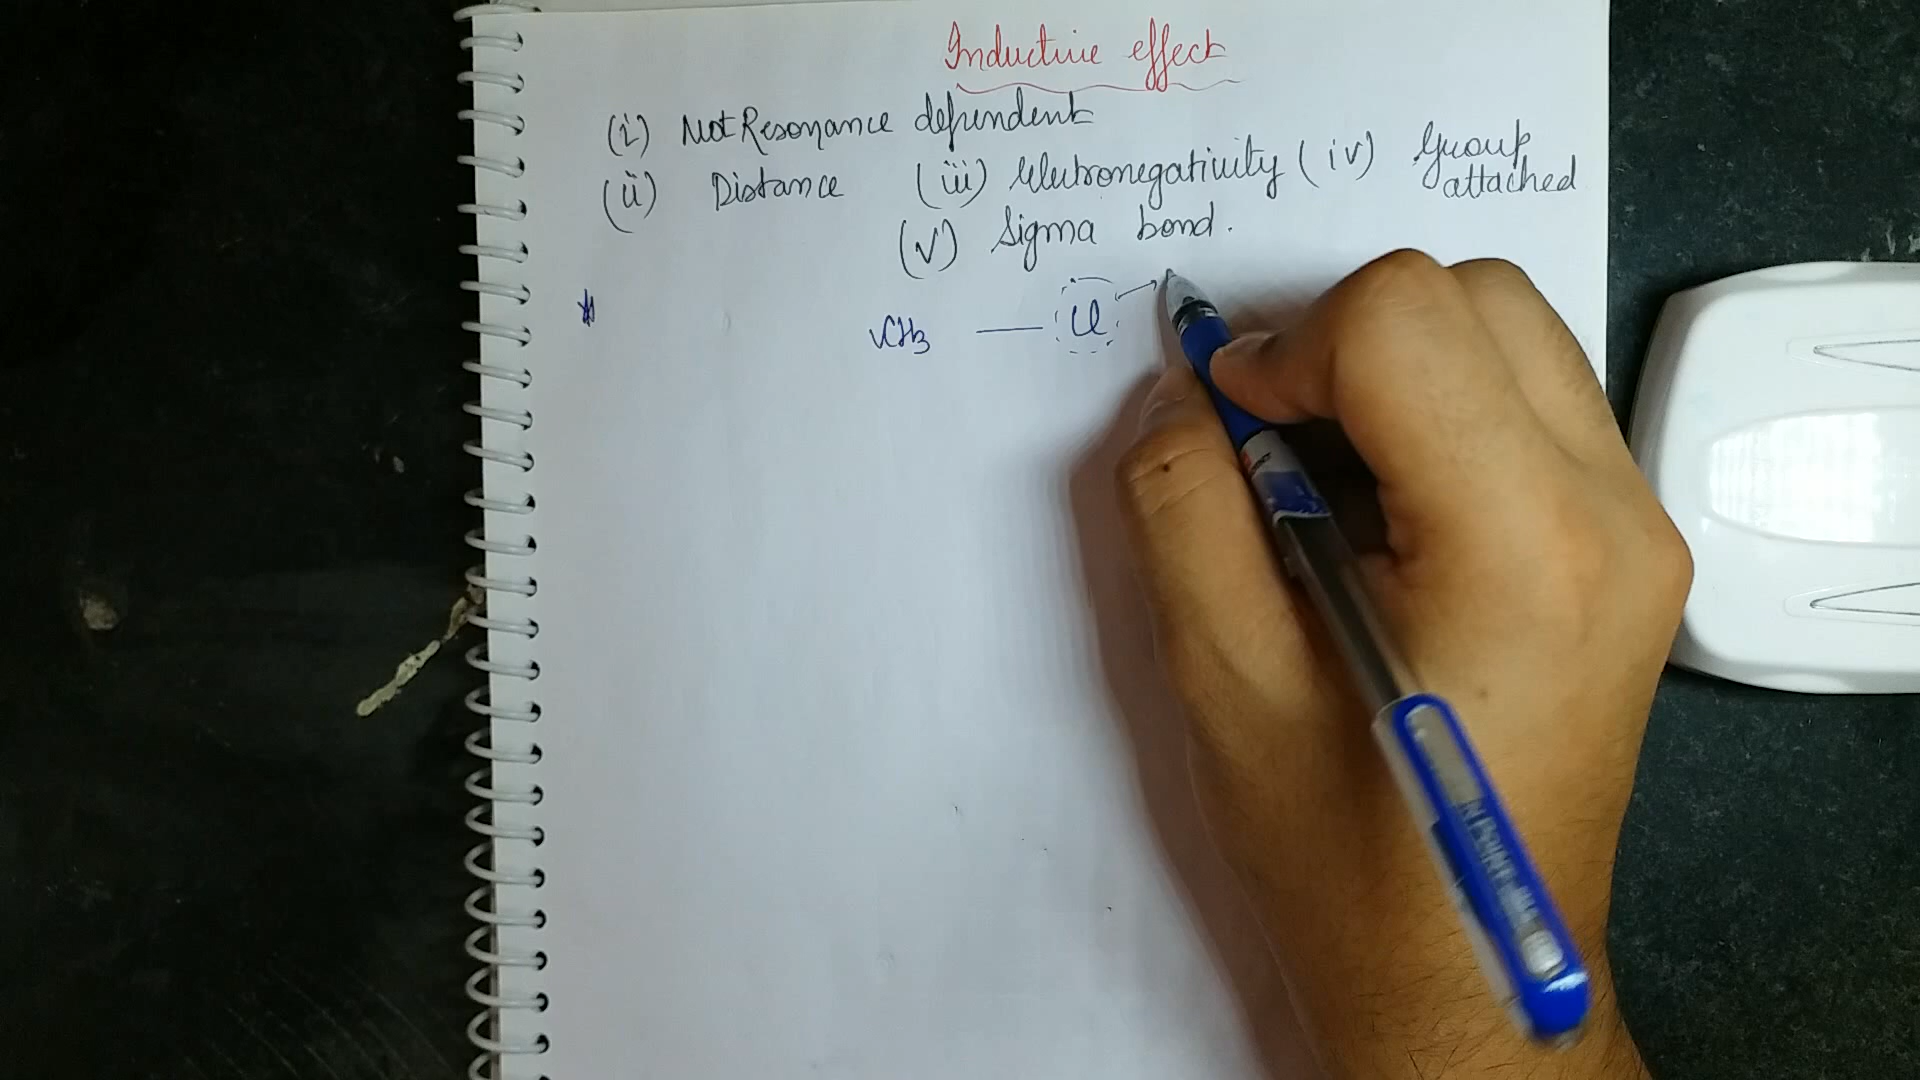 Inductive effect
(i) Not Resonance dependent
(ii) Distance (iii) Electronegativity (iv) Group attached
(v) Sigma bond.
* CH3 — Cl